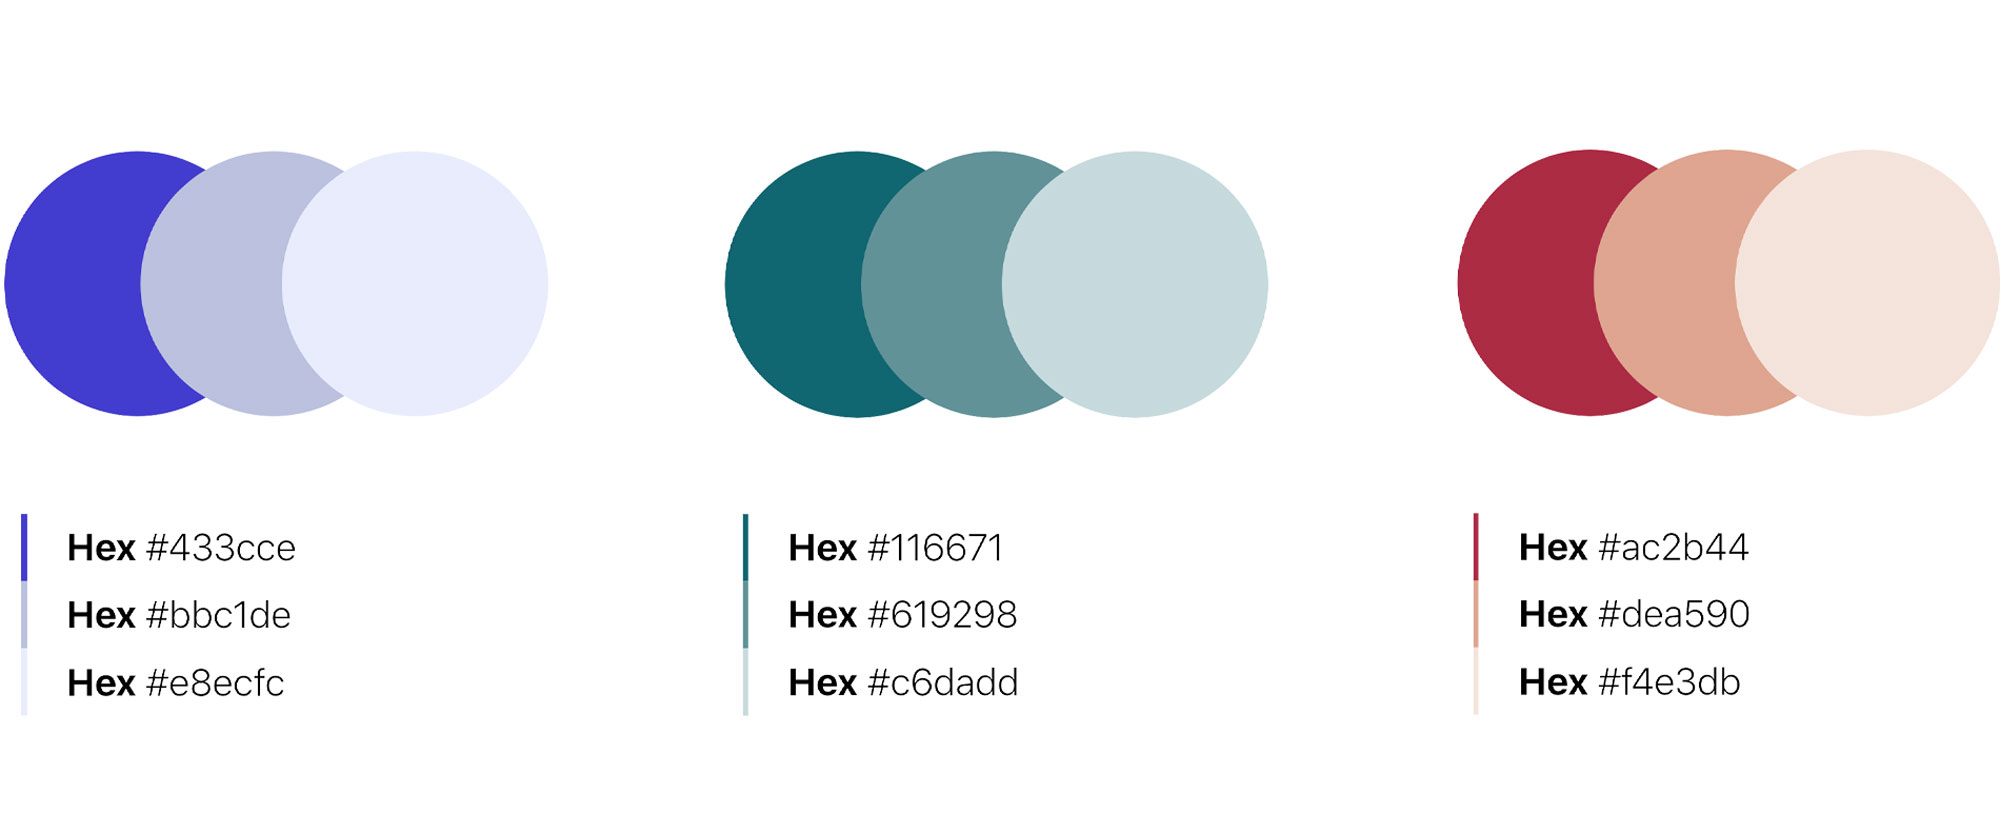 Hex #433cce
Hex #bbc1de
Hex #e8ecfc
Hex #116671
Hex #619298
Hex #c6dadd
Hex #ac2b44
Hex #dea590
Hex #f4e3db